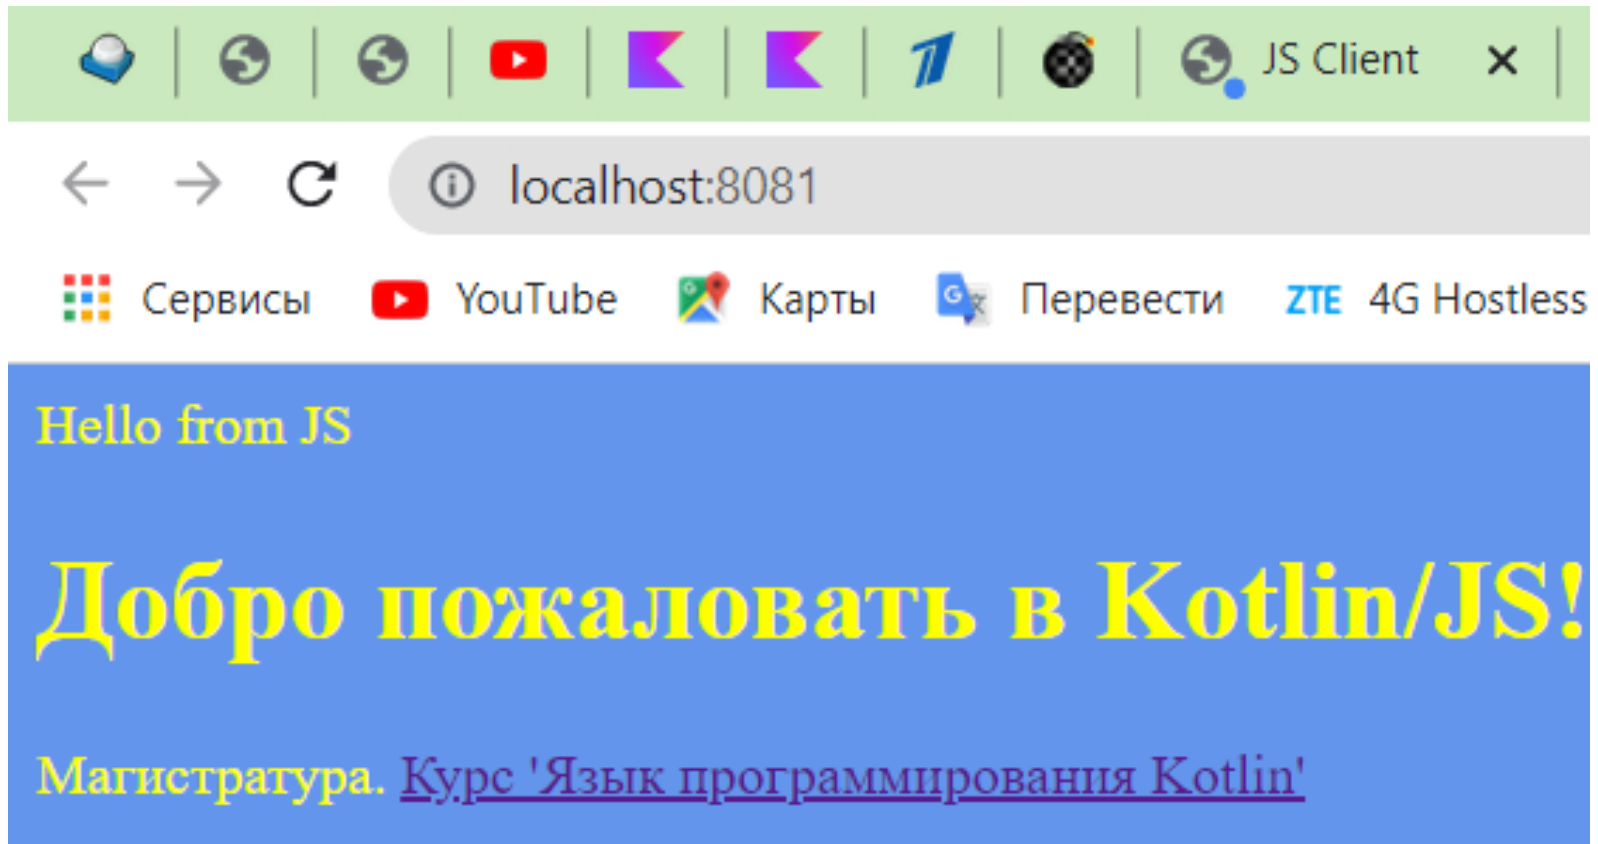 JS Client
localhost:8081
Сервисы YouTube Карты Перевести ZTE 4G Hostless
Hello from JS
Добро пожаловать в Kotlin/JS!
Магистратура. Курс 'Язык программирования Kotlin'